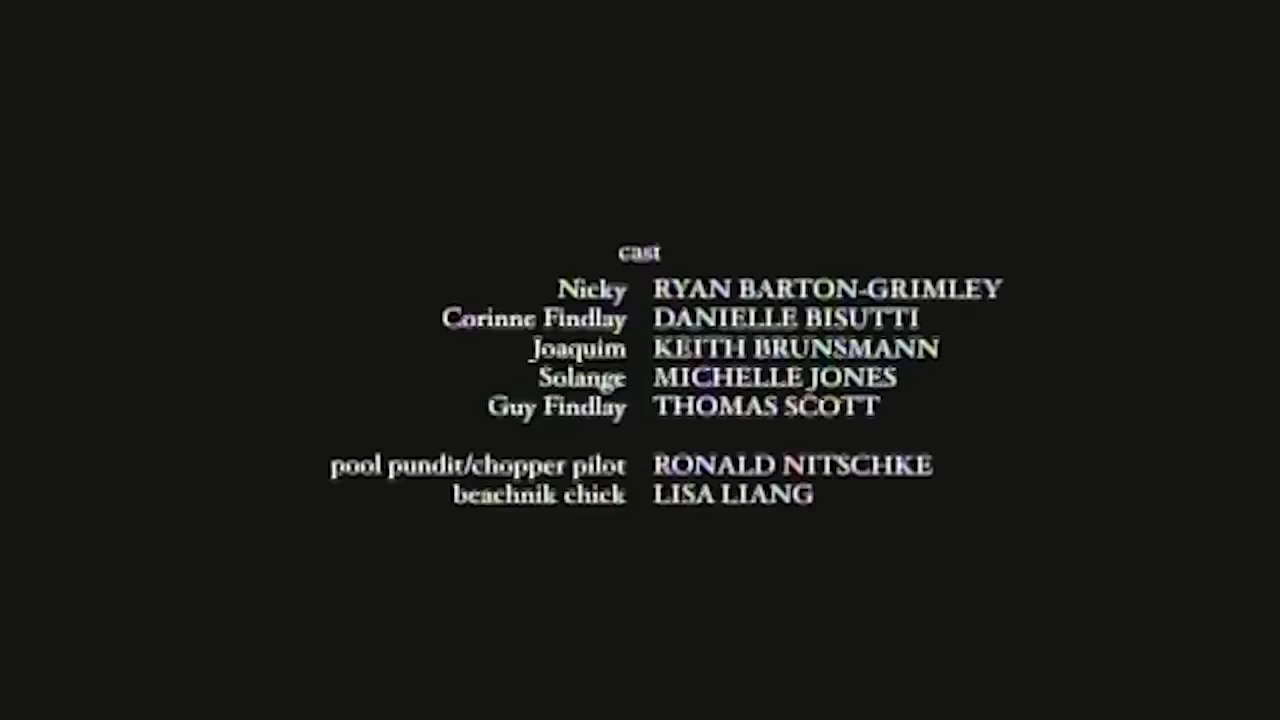 cast
Nicky RYAN BARTON-GRIMLEY
Corinne Findlay DANIELLE BISUTTI
Joaquim KEITH BRUNSMANN
Solange MICHELLE JONES
Guy Findlay THOMAS SCOTT
pool pundit/chopper pilot RONALD NITSCHKE
beachnik chick LISA LIANG